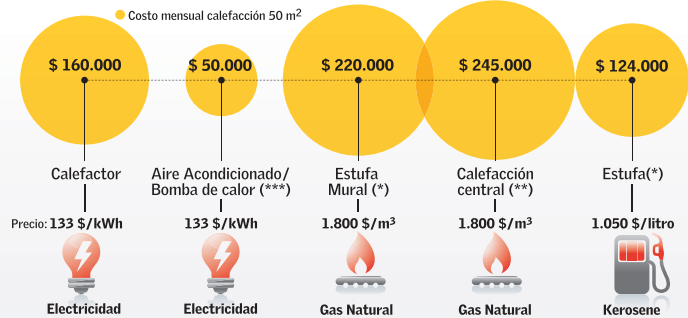 Costo mensual calefacción 50 m²
$ 160.000
$ 50.000
$ 220.000
$ 245.000
$ 124.000
Calefactor
Aire Acondicionado/
Bomba de calor (***)
Estufa
Mural (*)
Calefacción
central (**)
Estufa(*)
Precio: 133 $/kWh
133 $/kWh
1.800 $/m³
1.800 $/m³
1.050 $/litro
Electricidad
Electricidad
Gas Natural
Gas Natural
Kerosene